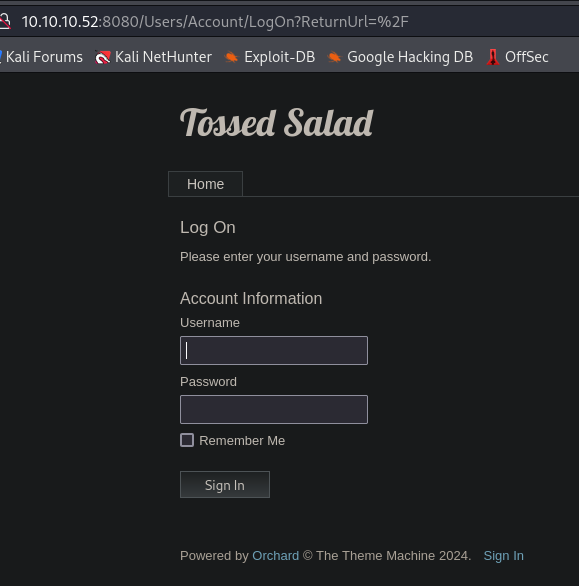 10.10.10.52:8080/Users/Account/LogOn?ReturnUrl=%2F
Kali Forums Kali NetHunter Exploit-DB Google Hacking DB OffSec
Tossed Salad
Home
Log On
Please enter your username and password.
Account Information
Username
Password
Remember Me
Sign In
Powered by Orchard © The Theme Machine 2024. Sign In